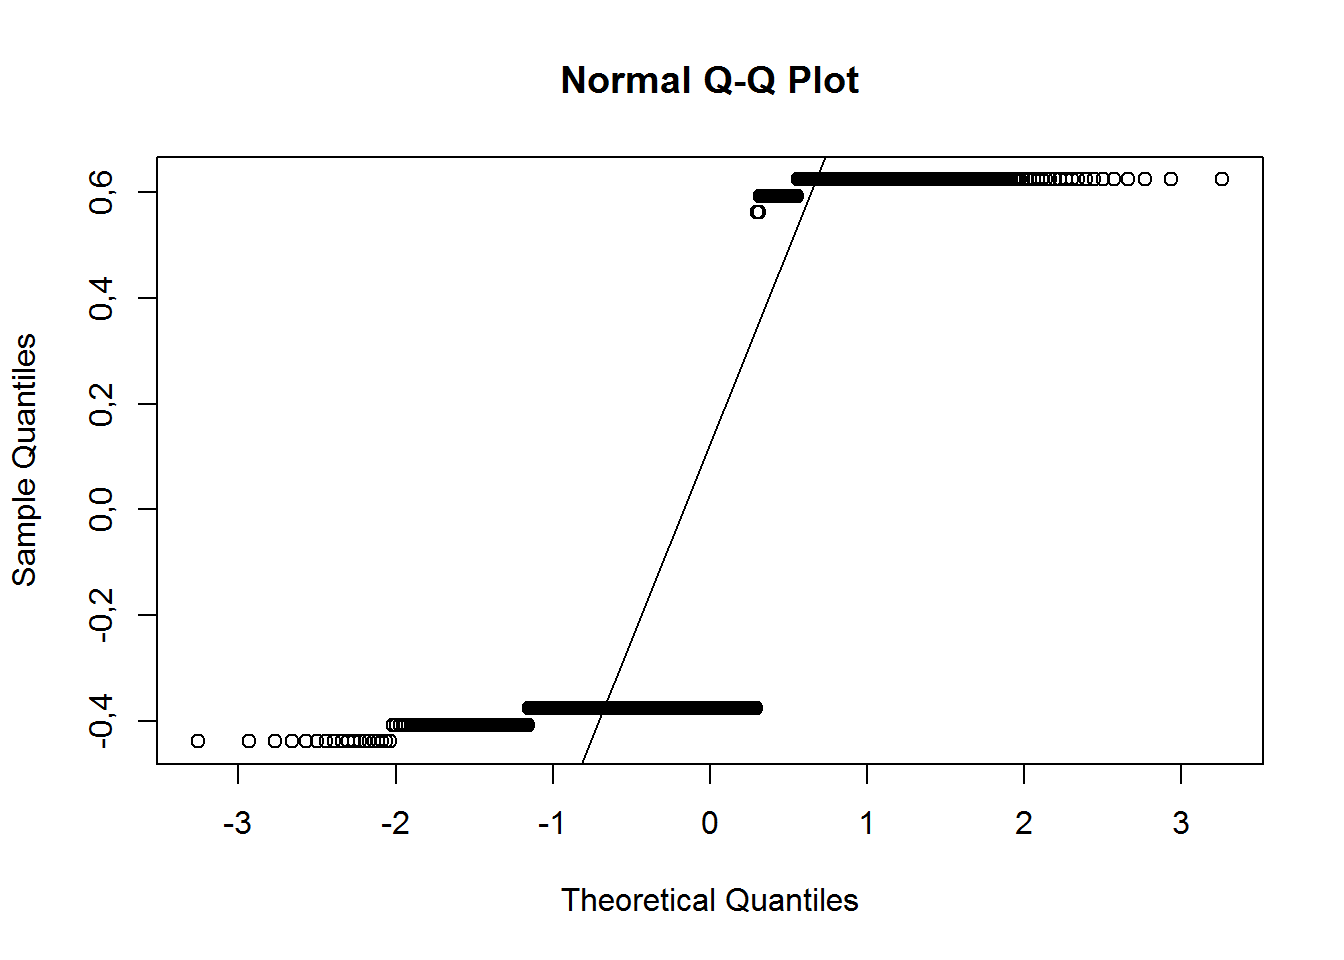 Normal Q-Q Plot
Sample Quantiles
0,6
0,4
0,2
0,0
-0,2
-0,4
-3 -2 -1 0 1 2 3
Theoretical Quantiles